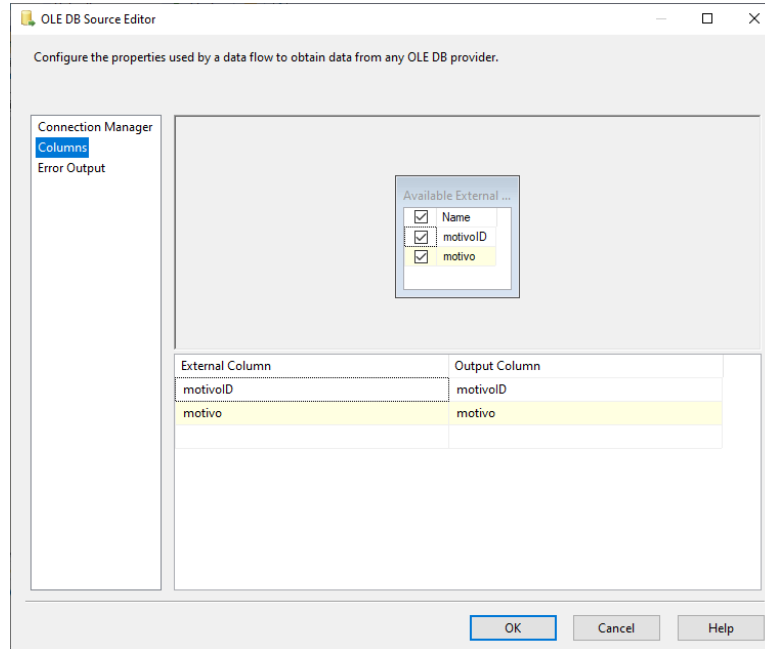 OLE DB Source Editor
Configure the properties used by a data flow to obtain data from any OLE DB provider.
Connection Manager
Columns
Error Output
Available External ...
Name
motivoID
motivo
External Column Output Column
motivoID motivoID
motivo motivo
OK Cancel Help